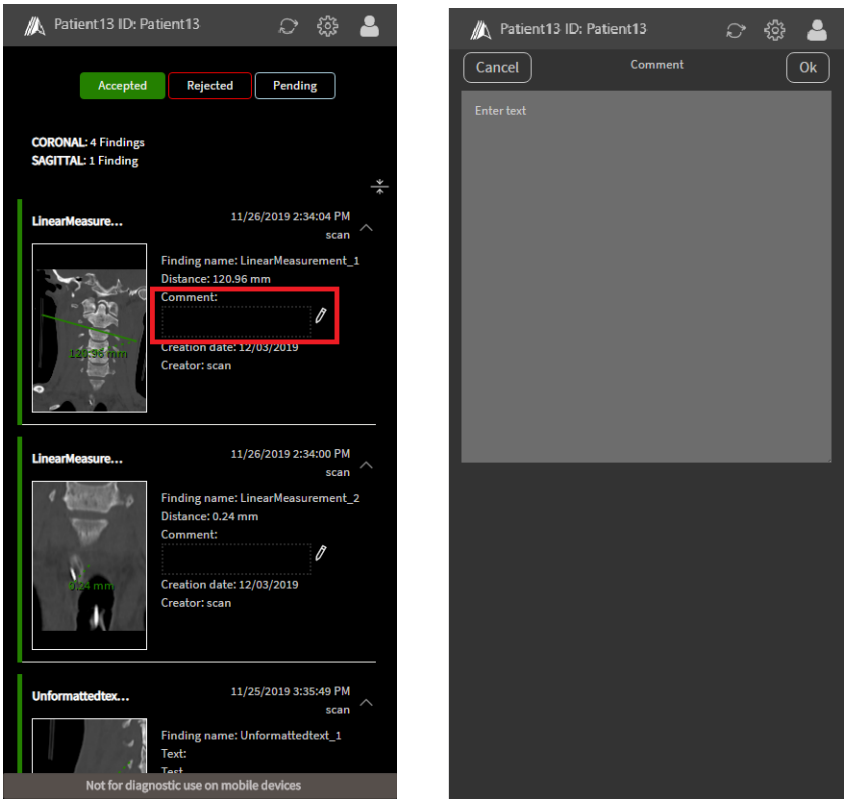 Patient13 ID: Patient13
Accepted Rejected Pending
CORONAL: 4 Findings
SAGITTAL: 1 Finding
LinearMeasure... 11/26/2019 2:34:04 PM
scan
Finding name: LinearMeasurement_1
Distance: 120.96 mm
Comment:
120.96 mm
Creation date: 12/03/2019
Creator: scan
LinearMeasure... 11/26/2019 2:34:00 PM
scan
Finding name: LinearMeasurement_2
Distance: 0.24 mm
Comment:
0.24 mm
Creation date: 12/03/2019
Creator: scan
Unformattedtex... 11/25/2019 3:35:49 PM
scan
Finding name: Unformattedtext_1
Text:
Test
Not for diagnostic use on mobile devices
Patient13 ID: Patient13
Cancel Comment Ok
Enter text